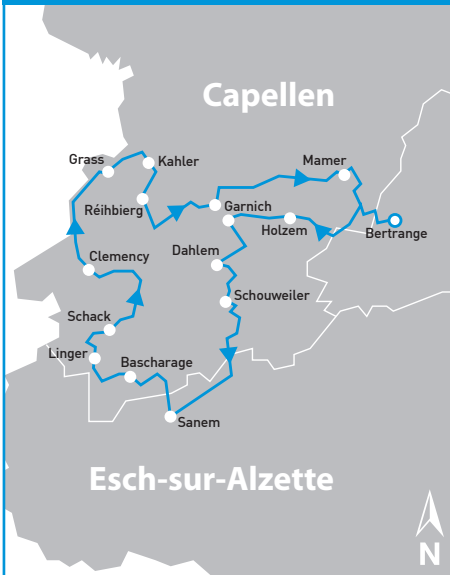 Capellen
Grass
Kahler
Mamer
Réihbierg
Garnich
Holzem
Bertrange
Clemency
Dahlem
Schouweiler
Schack
Linger
Bascharage
Sanem
Esch-sur-Alzette
N